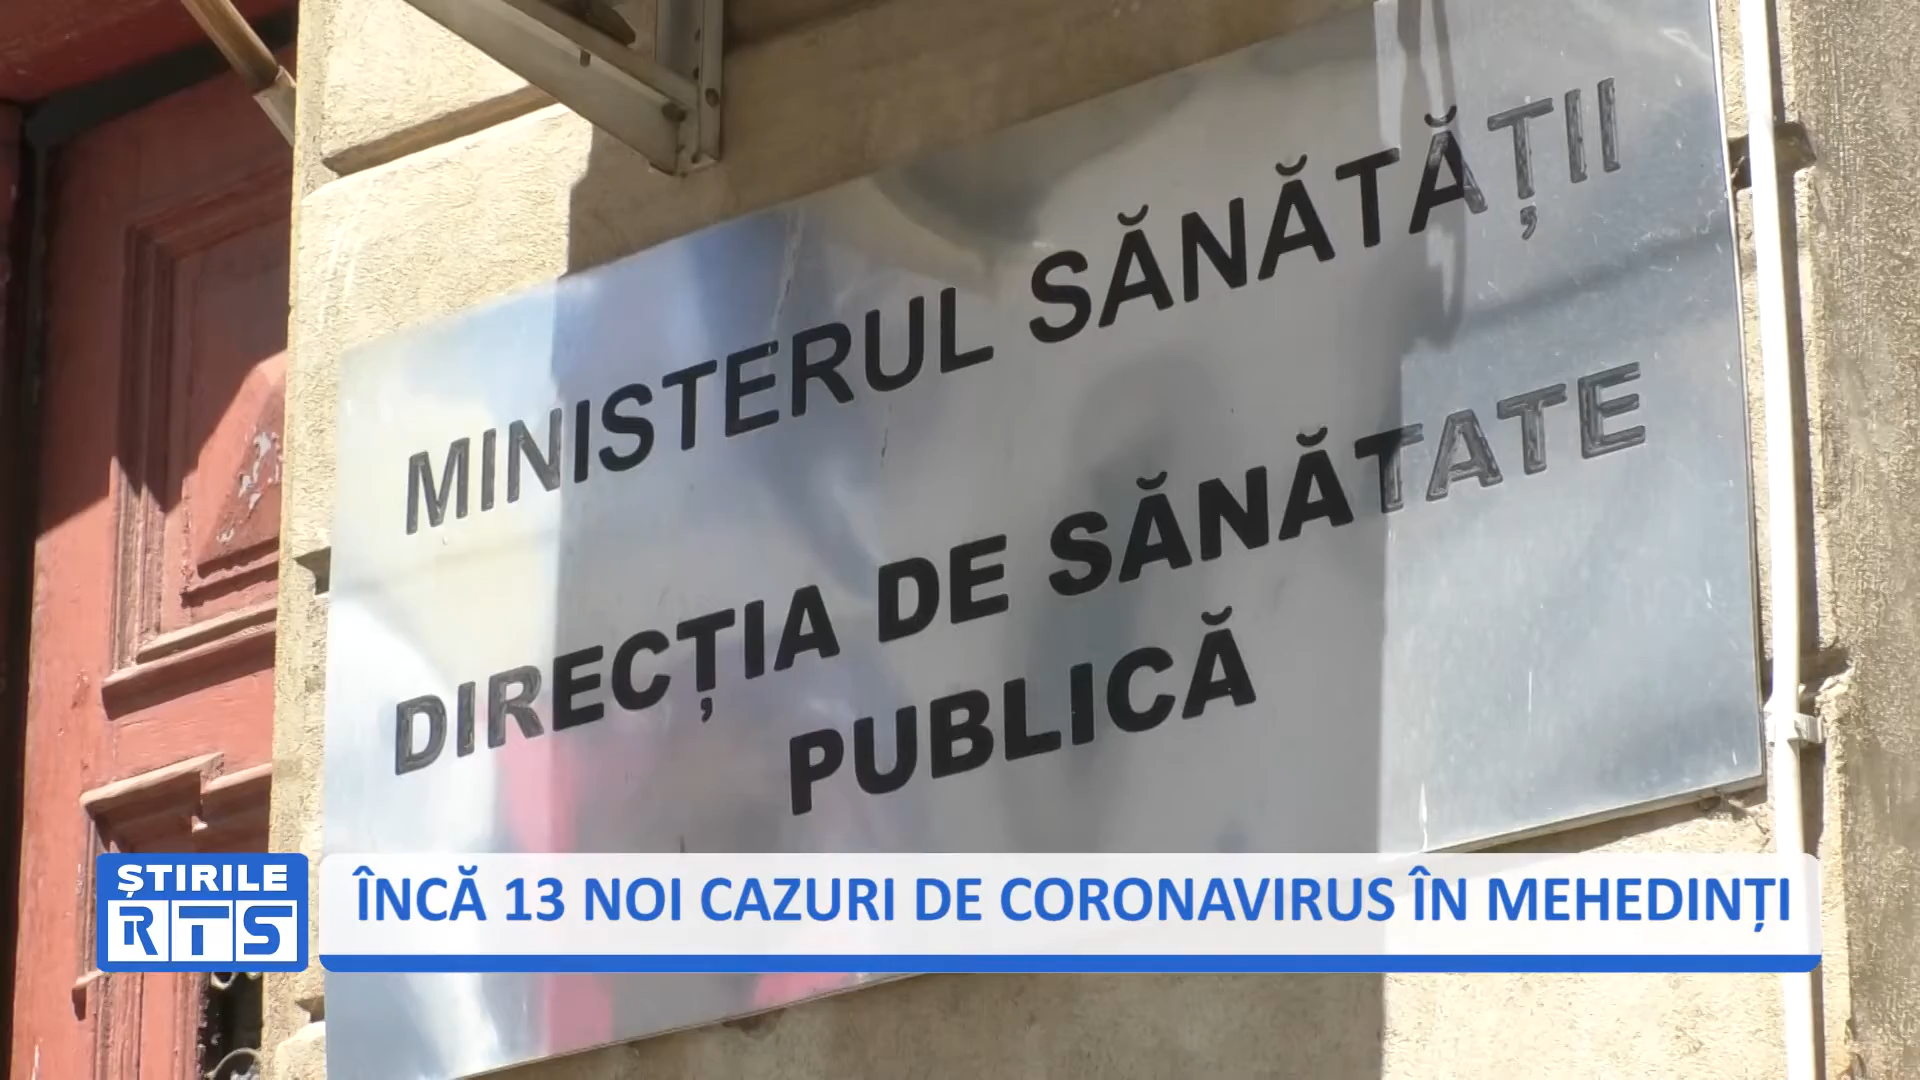 MINISTERUL SĂNĂTĂȚII
DIRECȚIA DE SĂNĂTATE
PUBLICĂ
ȘTIRILE
RTS
ÎNCĂ 13 NOI CAZURI DE CORONAVIRUS ÎN MEHEDINȚI